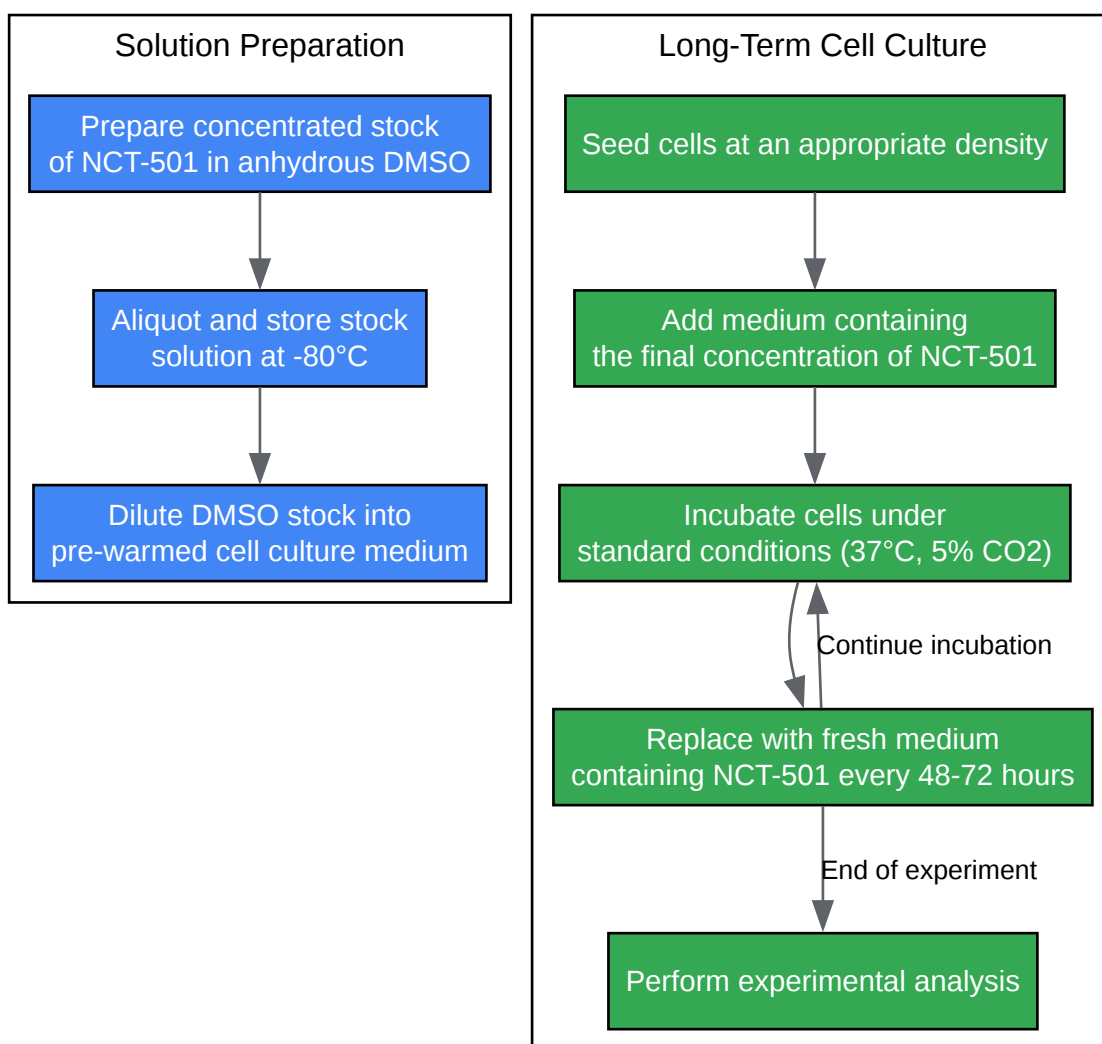 Solution Preparation
Prepare concentrated stock
of NCT-501 in anhydrous DMSO
Aliquot and store stock
solution at -80°C
Dilute DMSO stock into
pre-warmed cell culture medium
Long-Term Cell Culture
Seed cells at an appropriate density
Add medium containing
the final concentration of NCT-501
Incubate cells under
standard conditions (37°C, 5% CO2)
Continue incubation
Replace with fresh medium
containing NCT-501 every 48-72 hours
End of experiment
Perform experimental analysis